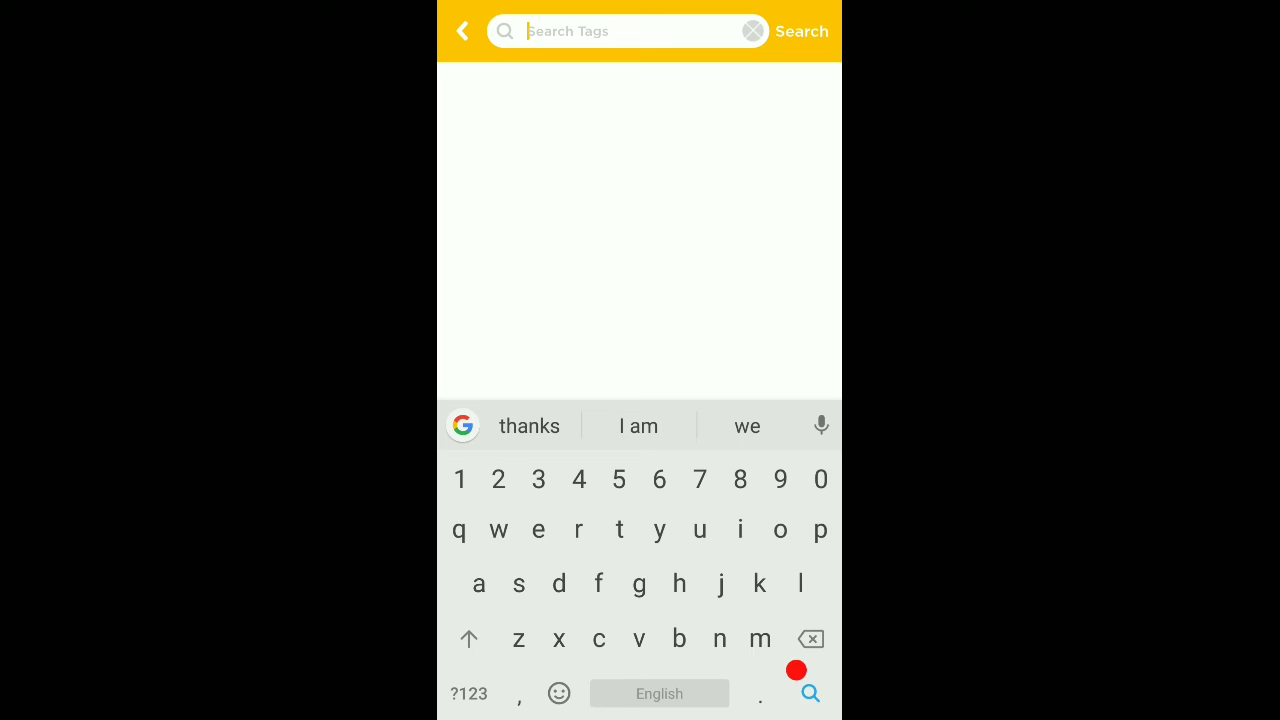 Search Tags Search
thanks I am we
1 2 3 4 5 6 7 8 9 0
q w e r t y u i o p
a s d f g h j k l
z x c v b n m
?123 , English .